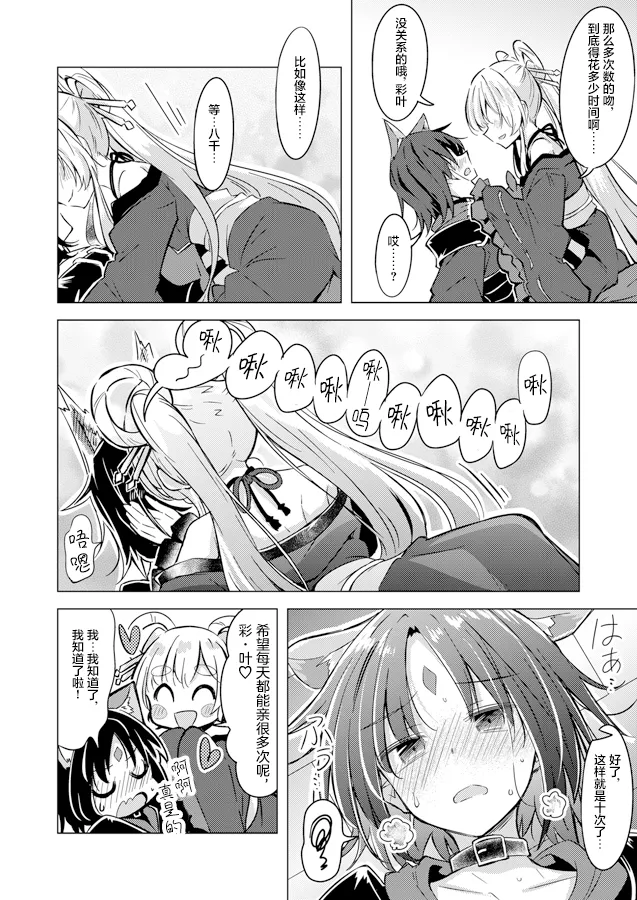 那么多次数的吻，
到底得花多少时间啊……
没关系的哦，彩叶
哎……？
比如像这样……
等…八千……
啾
啾
啾
啾
啾
啾
啾——呜
啾
啾
啾
啾
唔嗯
はぁ
ふぅ…
好了，
这样就是十次了……
希望每天都能亲很多次呢，
彩·叶♡
我…我知道了，
我知道了啦！
啊啊
真是的